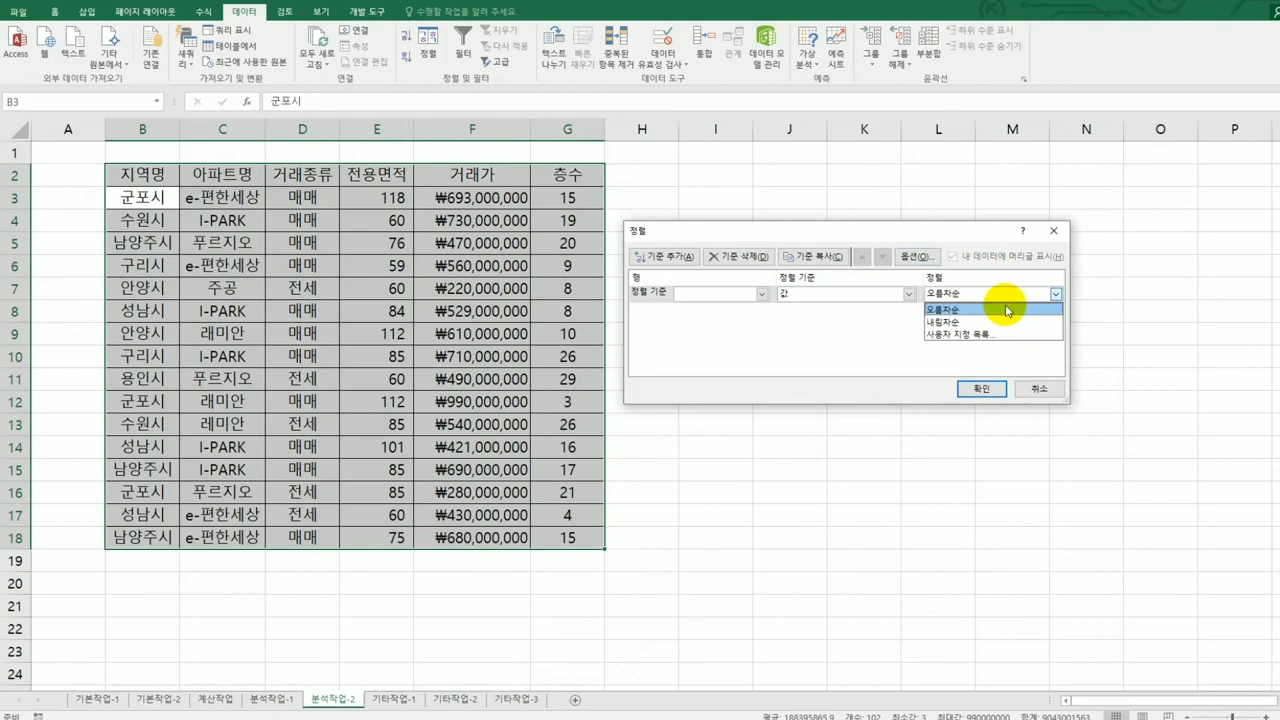 파일 홈 삽입 페이지 레이아웃 수식 데이터 검토 보기 개발 도구 수행할 작업을 알려 주세요
Access 웹 텍스트 기타 원본에서 기존 연결 새쿼리 쿼리 표시 테이블에서 최근에 사용한 원본 모두 새로 고침 연결 속성 연결 편집 정렬 필터 지우기 다시 적용 고급 텍스트 나누기 빠른 채우기 중복된 항목 제거 데이터 유효성 검사 통합 관계 데이터 모델 관리 가상 분석 예측 시트 그룹 그룹 해제 부분합 하위 수준 표시 하위 수준 숨기기
외부 데이터 가져오기 가져오기 및 변환 연결 정렬 및 필터 데이터 도구 예측 윤곽선
B3 fx 군포시
A B C D E F G H I J K L M N O P
1
2 지역명 아파트명 거래종류 전용면적 거래가 층수
3 군포시 e-편한세상 매매 118 ₩693,000,000 15
4 수원시 I-PARK 매매 60 ₩730,000,000 19
5 남양주시 푸르지오 매매 76 ₩470,000,000 20
6 구리시 e-편한세상 매매 59 ₩560,000,000 9
7 안양시 주공 전세 60 ₩220,000,000 8
8 성남시 I-PARK 매매 84 ₩529,000,000 8
9 안양시 래미안 매매 112 ₩610,000,000 10
10 구리시 I-PARK 매매 85 ₩710,000,000 26
11 용인시 푸르지오 전세 60 ₩490,000,000 29
12 군포시 래미안 매매 112 ₩990,000,000 3
13 수원시 레미안 전세 85 ₩540,000,000 26
14 성남시 I-PARK 매매 101 ₩421,000,000 16
15 남양주시 I-PARK 매매 85 ₩690,000,000 17
16 군포시 푸르지오 전세 85 ₩280,000,000 21
17 성남시 e-편한세상 전세 60 ₩430,000,000 4
18 남양주시 e-편한세상 매매 75 ₩680,000,000 15
19
20
21
22
23
24
정렬 ?
기준 추가(A) 기준 삭제(D) 기준 복사(C) 옵션(O)... 내 데이터에 머리글 표시(H)
열 정렬 기준 정렬
정렬 기준 값 오름차순
오름차순
내림차순
사용자 지정 목록...
확인 취소
기본작업-1 기본작업-2 계산작업 분석작업-1 분석작업-2 기타작업-1 기타작업-2 기타작업-3
평균: 188395865.9 개수: 102 최소값: 3 최대값: 990000000 합계: 9043001563